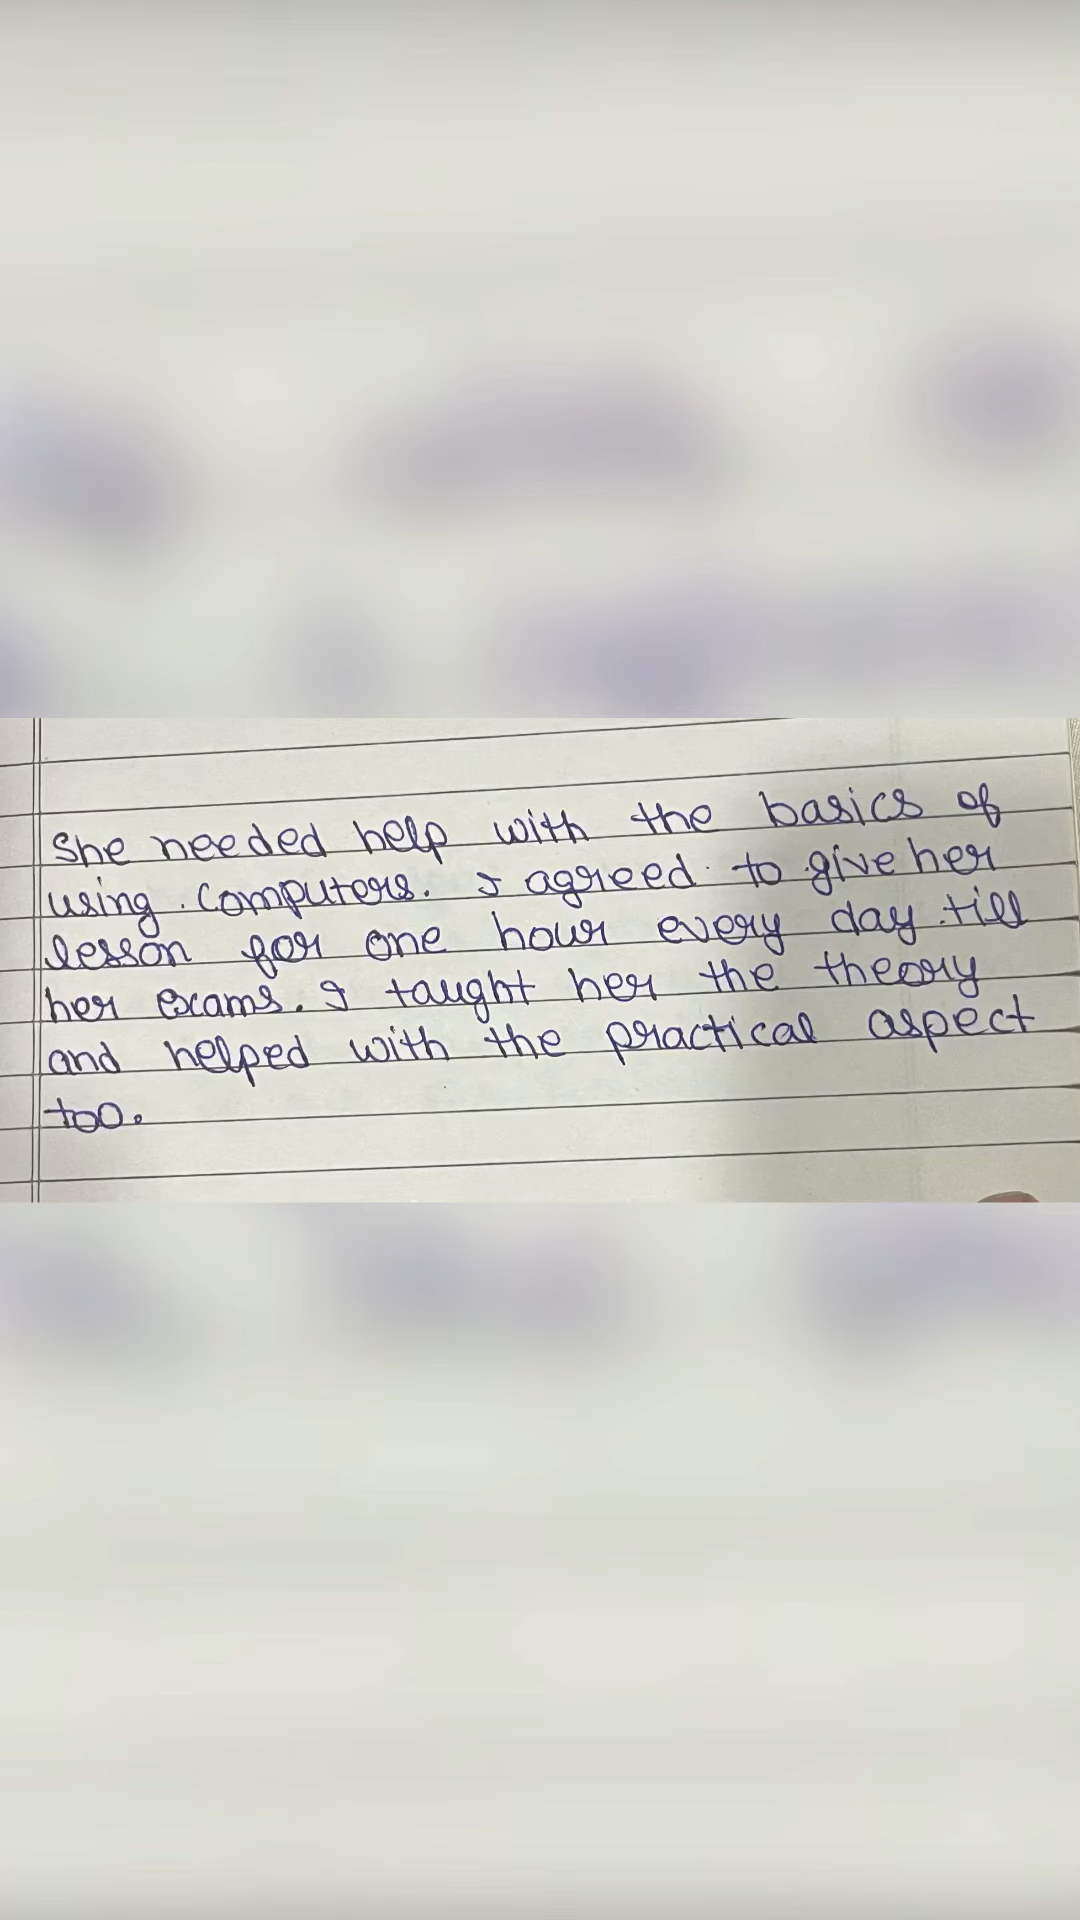 She needed help with the basics of
using. Computers. I agreed to give her
lesson for one hour every day till
her exams. I taught her the theory
and helped with the practical aspect
too.